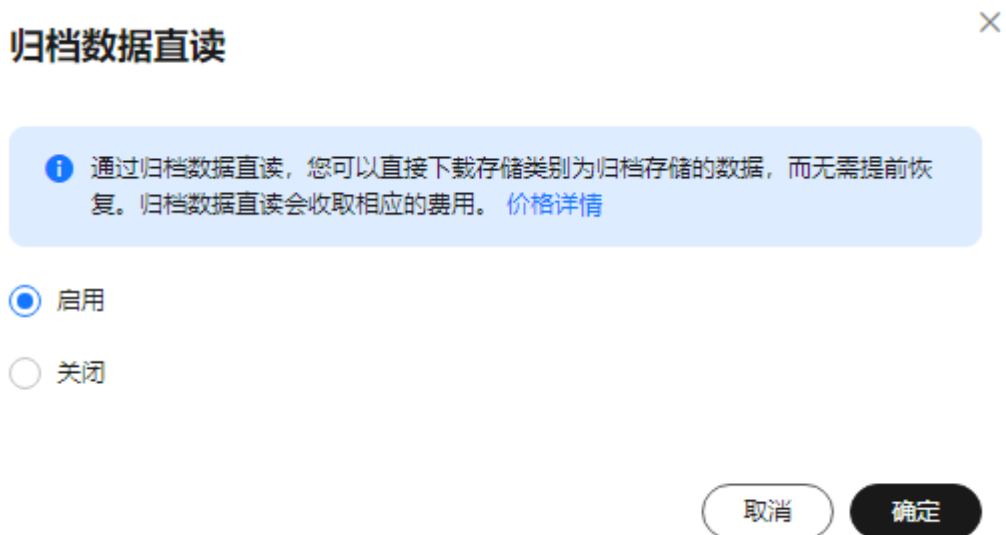 归档数据直读
通过归档数据直读，您可以直接下载存储类别为归档存储的数据，而无需提前恢
复。归档数据直读会收取相应的费用。 价格详情
启用
关闭
取消 确定